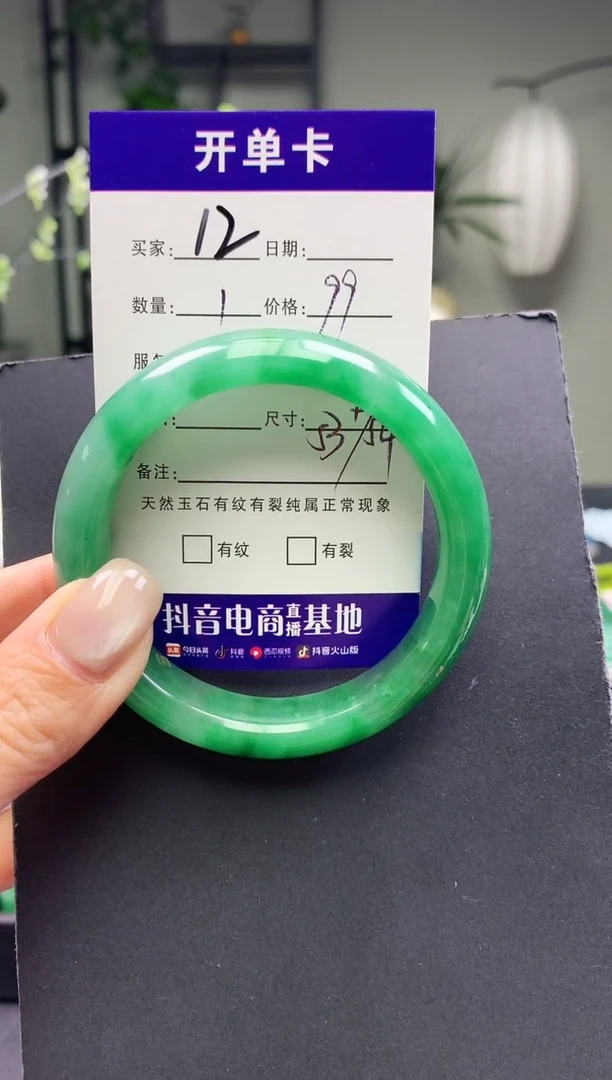 开单卡
买家: 12 日期:
数量: 1 价格: 99
服
尺寸: 53+/54
备注:
天然玉石有纹有裂纯属正常现象
有纹 有裂
抖音电商直播基地
头条 今日头条 抖音 西瓜视频 抖音火山版